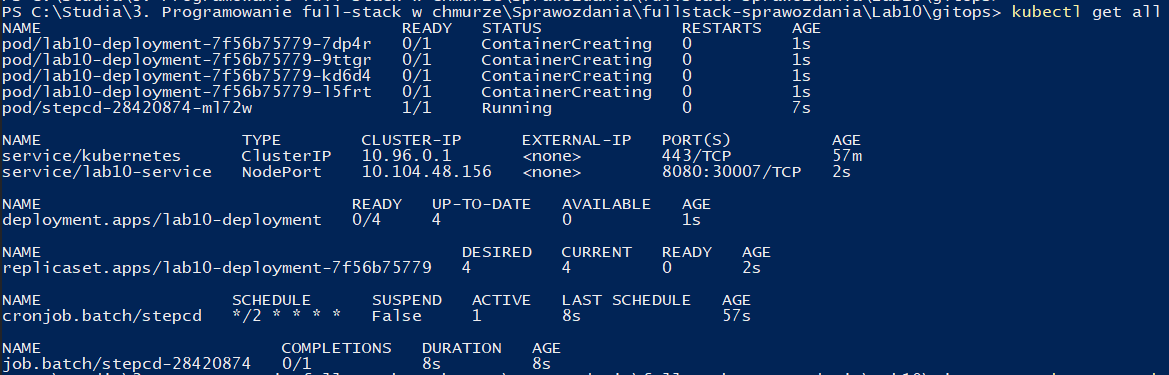 PS C:\Studia\3. Programowanie full-stack w chmurze\Sprawozdania\fullstack-sprawozdania\Lab10\gitops> kubectl get all
NAME READY STATUS RESTARTS AGE
pod/lab10-deployment-7f56b75779-7dp4r 0/1 ContainerCreating 0 1s
pod/lab10-deployment-7f56b75779-9ttgr 0/1 ContainerCreating 0 1s
pod/lab10-deployment-7f56b75779-kd6d4 0/1 ContainerCreating 0 1s
pod/lab10-deployment-7f56b75779-l5frt 0/1 ContainerCreating 0 1s
pod/stepcd-28420874-ml72w 1/1 Running 0 7s
NAME TYPE CLUSTER-IP EXTERNAL-IP PORT(S) AGE
service/kubernetes ClusterIP 10.96.0.1 <none> 443/TCP 57m
service/lab10-service NodePort 10.104.48.156 <none> 8080:30007/TCP 2s
NAME READY UP-TO-DATE AVAILABLE AGE
deployment.apps/lab10-deployment 0/4 4 0 1s
NAME DESIRED CURRENT READY AGE
replicaset.apps/lab10-deployment-7f56b75779 4 4 0 2s
NAME SCHEDULE SUSPEND ACTIVE LAST SCHEDULE AGE
cronjob.batch/stepcd */2 * * * * False 1 8s 57s
NAME COMPLETIONS DURATION AGE
job.batch/stepcd-28420874 0/1 8s 8s